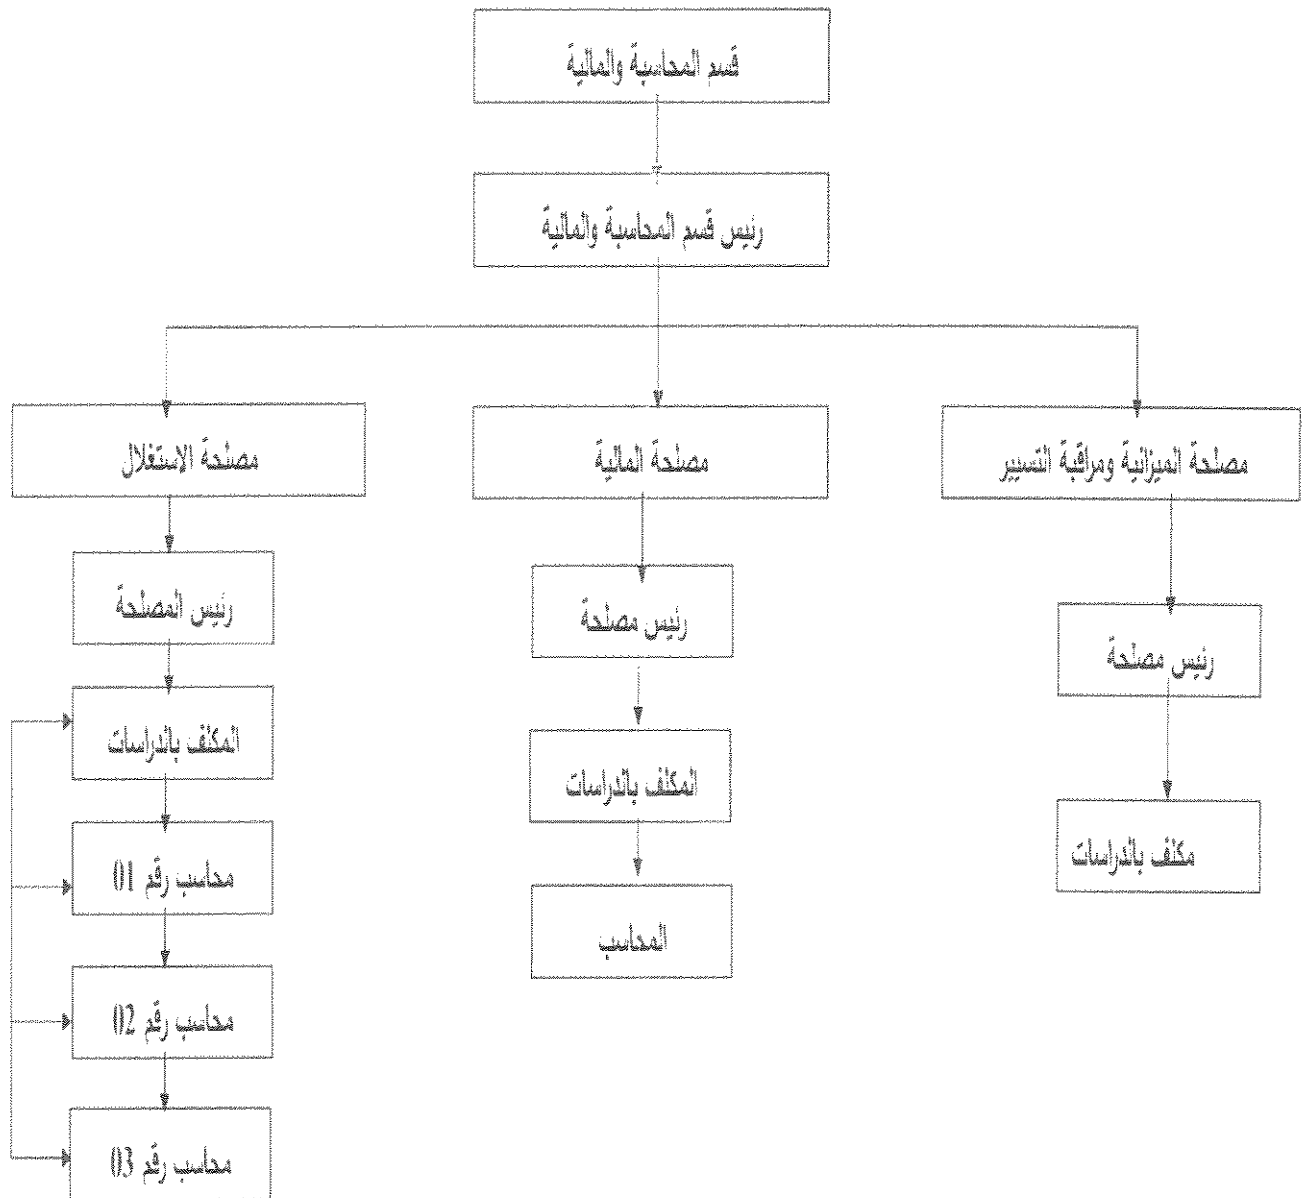 قسم المحاسبة والمالية
رئيس قسم المحاسبة والمالية
مصلحة الميزانية ومراقبة التسيير
مصلحة المالية
مصلحة الاستغلال
رئيس مصلحة
مكلف بالدراسات
رئيس مصلحة
المكلف بالدراسات
المحاسب
رئيس المصلحة
المكلف بالدراسات
محاسب رقم 01
محاسب رقم 02
محاسب رقم 03